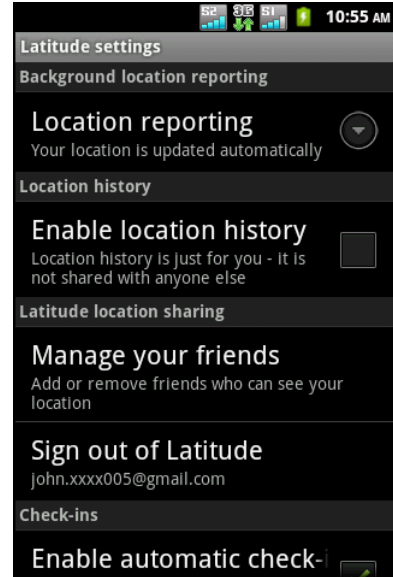 S2 3G S1 10:55 AM
Latitude settings
Background location reporting
Location reporting
Your location is updated automatically
Location history
Enable location history
Location history is just for you - it is
not shared with anyone else
Latitude location sharing
Manage your friends
Add or remove friends who can see your
location
Sign out of Latitude
john.xxxx005@gmail.com
Check-ins
Enable automatic check-i